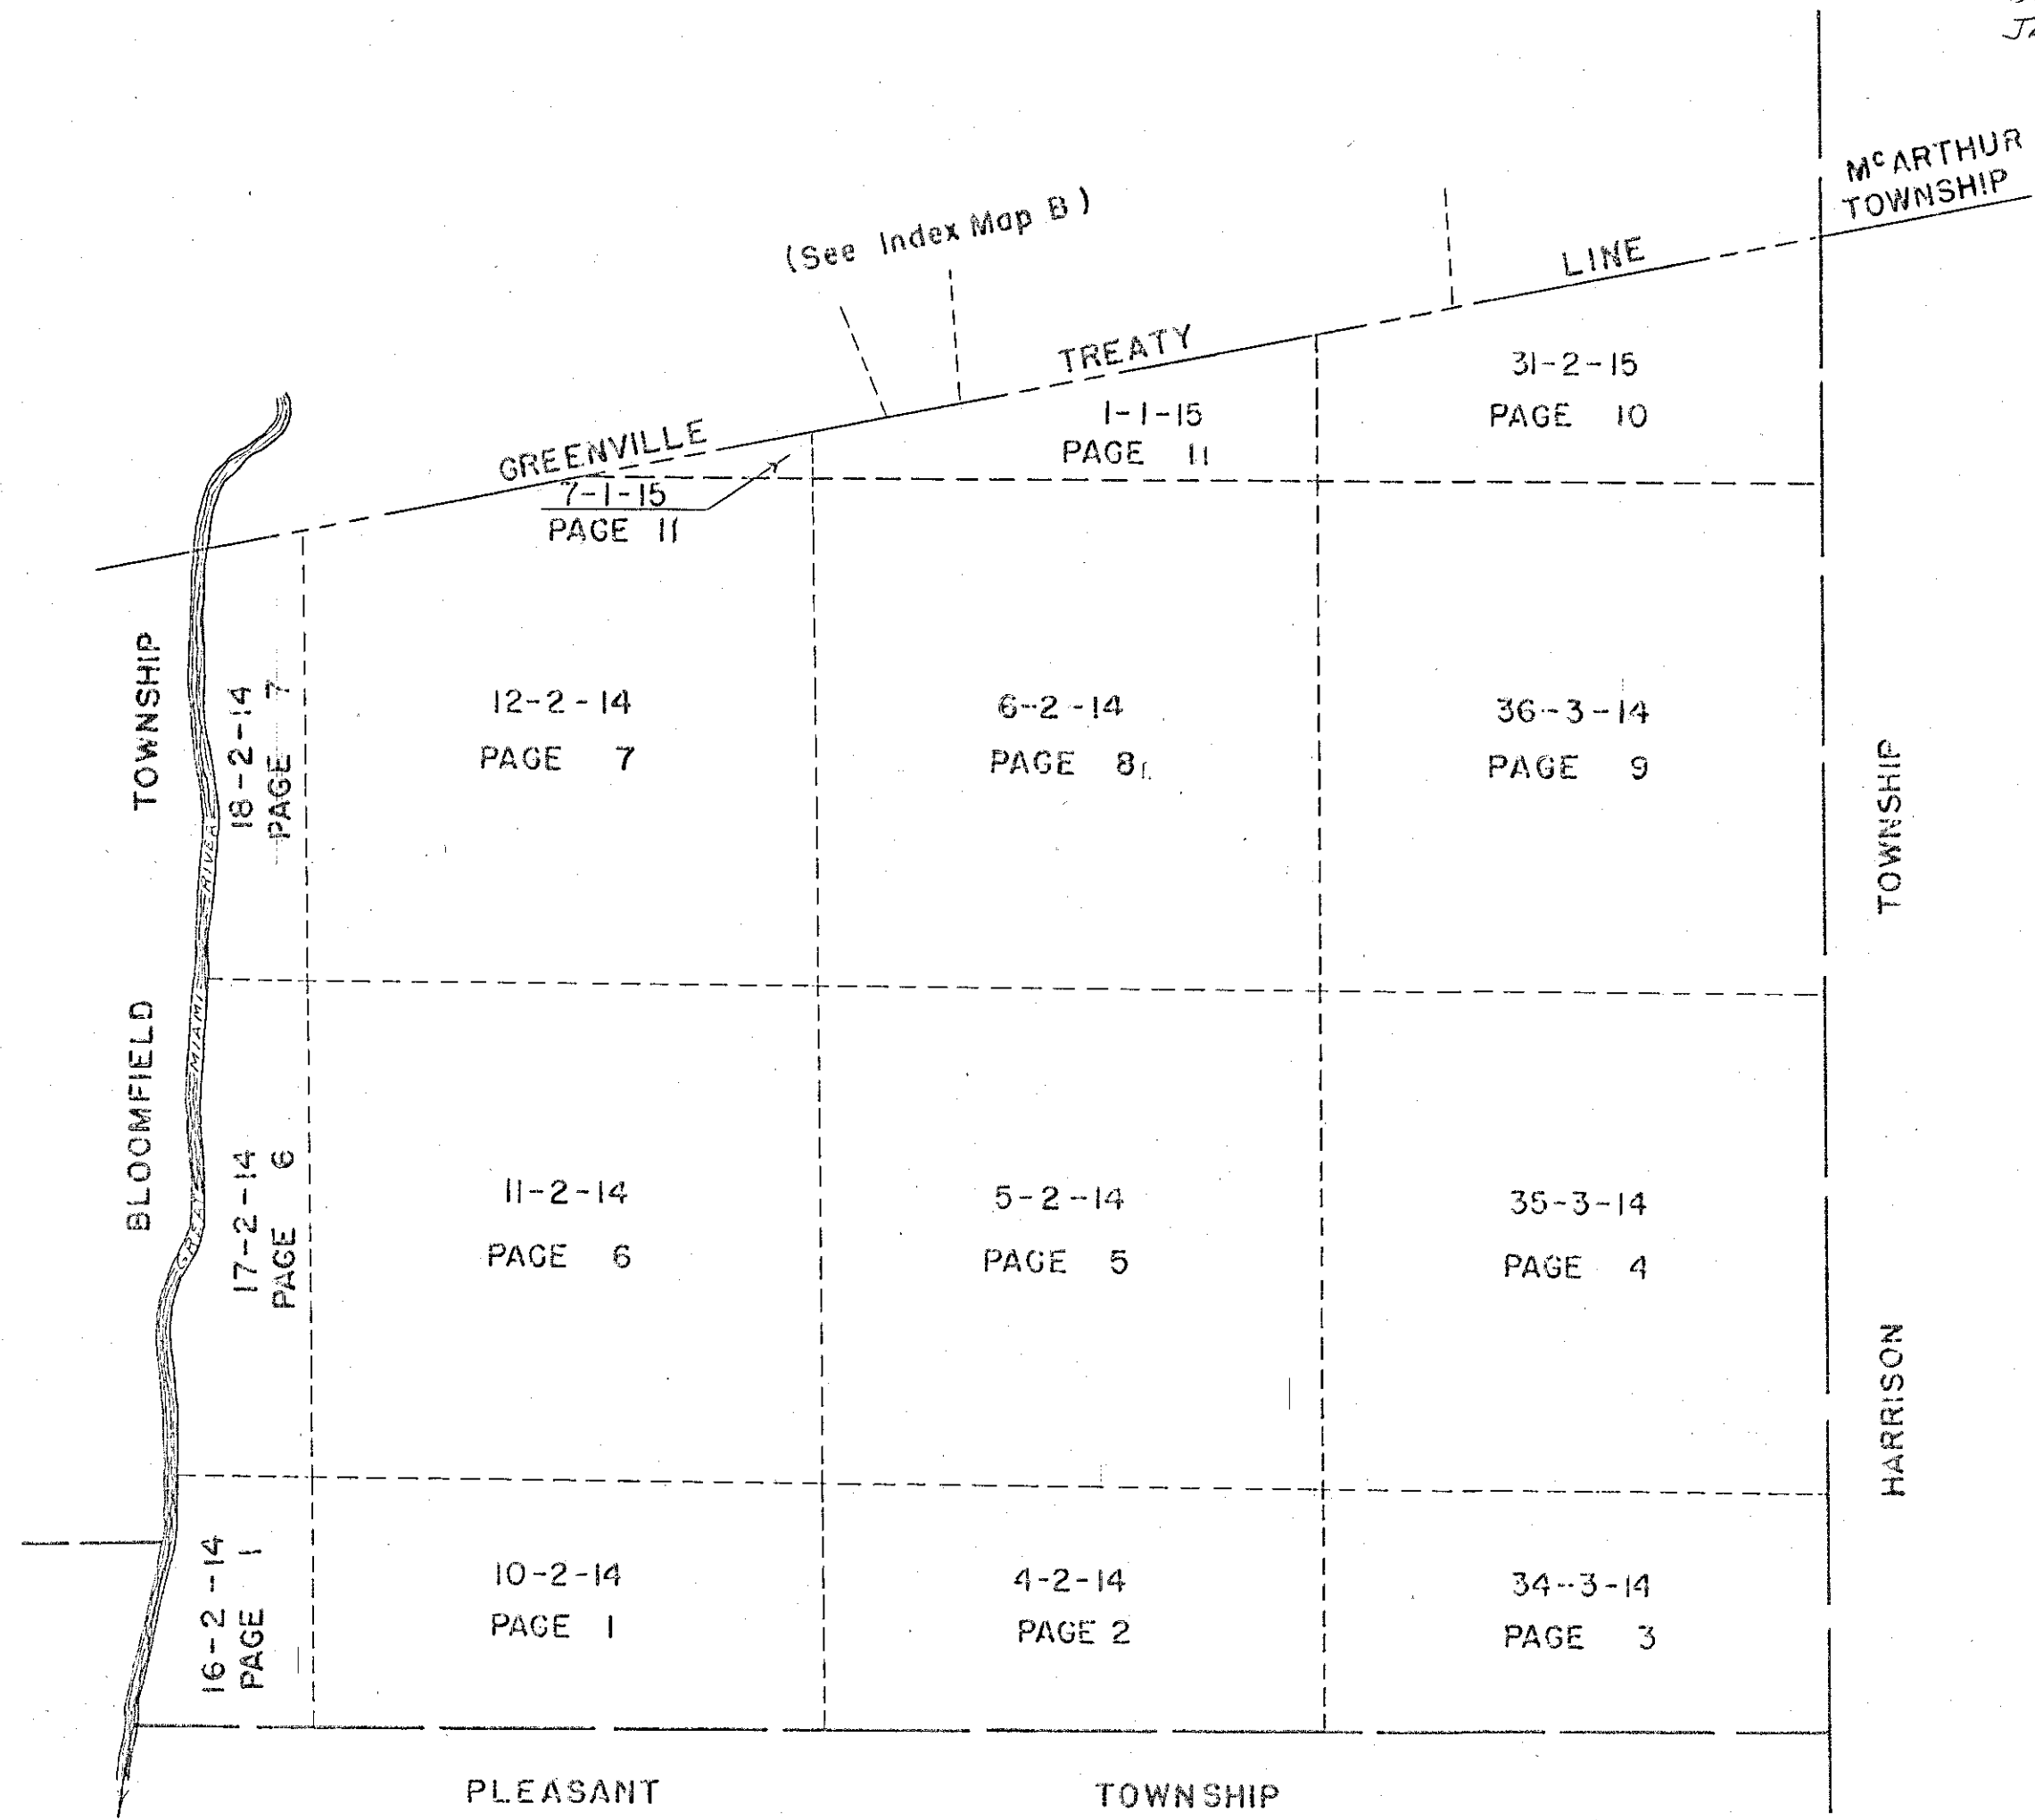 McARTHUR
TOWNSHIP
(See Index Map B)
GREENVILLE TREATY LINE
31-2-15
PAGE 10
1-1-15
PAGE 11
7-1-15
PAGE 11
TOWNSHIP
18-2-14
PAGE 7
12-2-14
PAGE 7
6-2-14
PAGE 8
36-3-14
PAGE 9
TOWNSHIP
BLOOMFIELD
GREAT MIAMI RIVER
17-2-14
PAGE 6
11-2-14
PAGE 6
5-2-14
PAGE 5
35-3-14
PAGE 4
HARRISON
16-2-14
PAGE 1
10-2-14
PAGE 1
4-2-14
PAGE 2
34-3-14
PAGE 3
PLEASANT TOWNSHIP